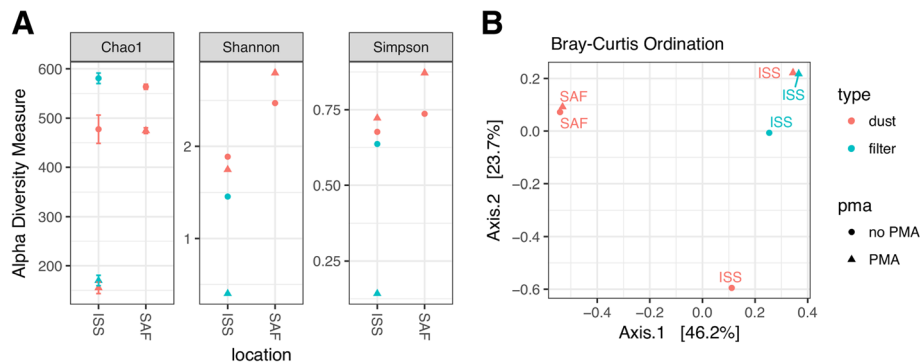 A
Chao1
Shannon
Simpson
600
500
400
300
200
2
1
0.75
0.50
0.25
Alpha Diversity Measure
ISS
SAF
ISS
SAF
ISS
SAF
location
B
Bray-Curtis Ordination
0.2
0.0
−0.2
−0.4
−0.6
Axis.2 [23.7%]
SAF
SAF
ISS
ISS
ISS
ISS
−0.4
−0.2
0.0
0.2
0.4
Axis.1 [46.2%]
type
dust
filter
pma
no PMA
PMA